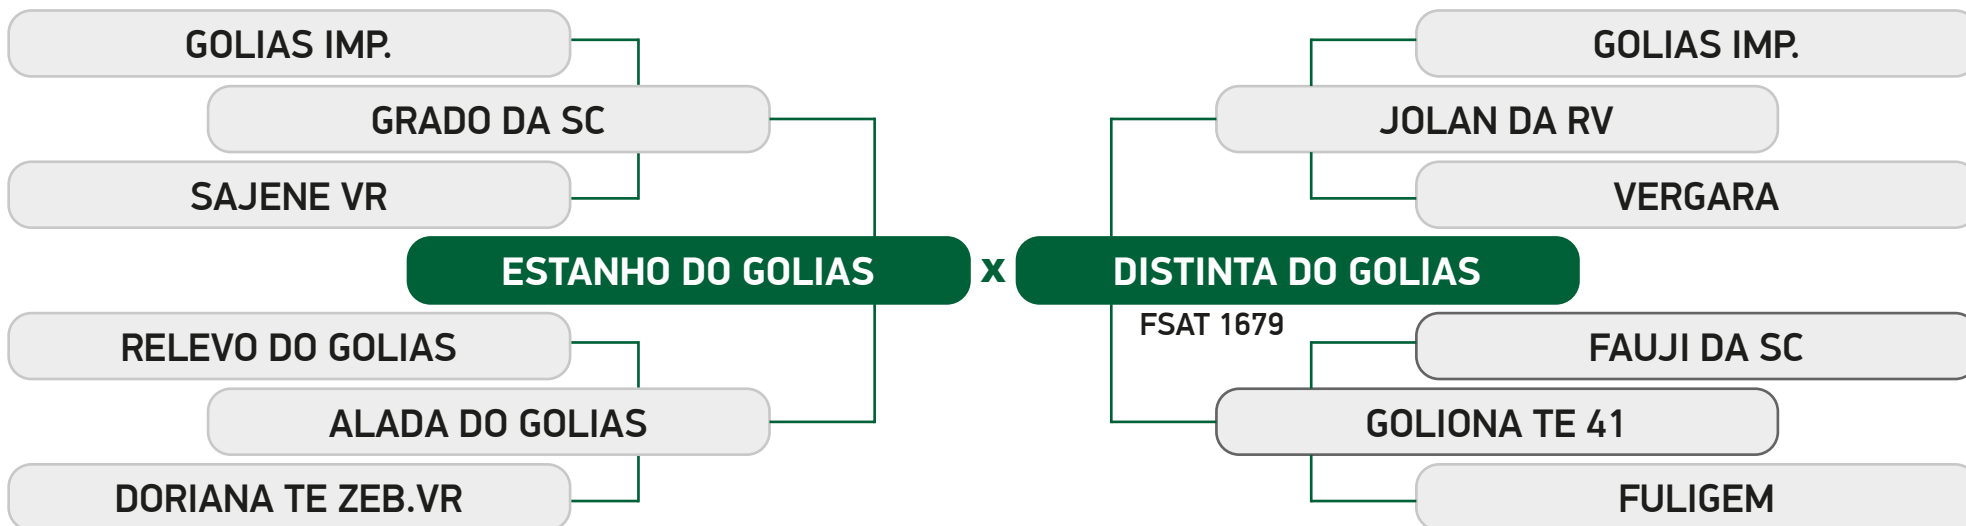 GOLIAS IMP.
GRADO DA SC
SAJENE VR
ESTANHO DO GOLIAS
RELEVO DO GOLIAS
ALADA DO GOLIAS
DORIANA TE ZEB.VR
x
GOLIAS IMP.
JOLAN DA RV
VERGARA
DISTINTA DO GOLIAS
FSAT 1679
FAUJI DA SC
GOLIONA TE 41
FULIGEM